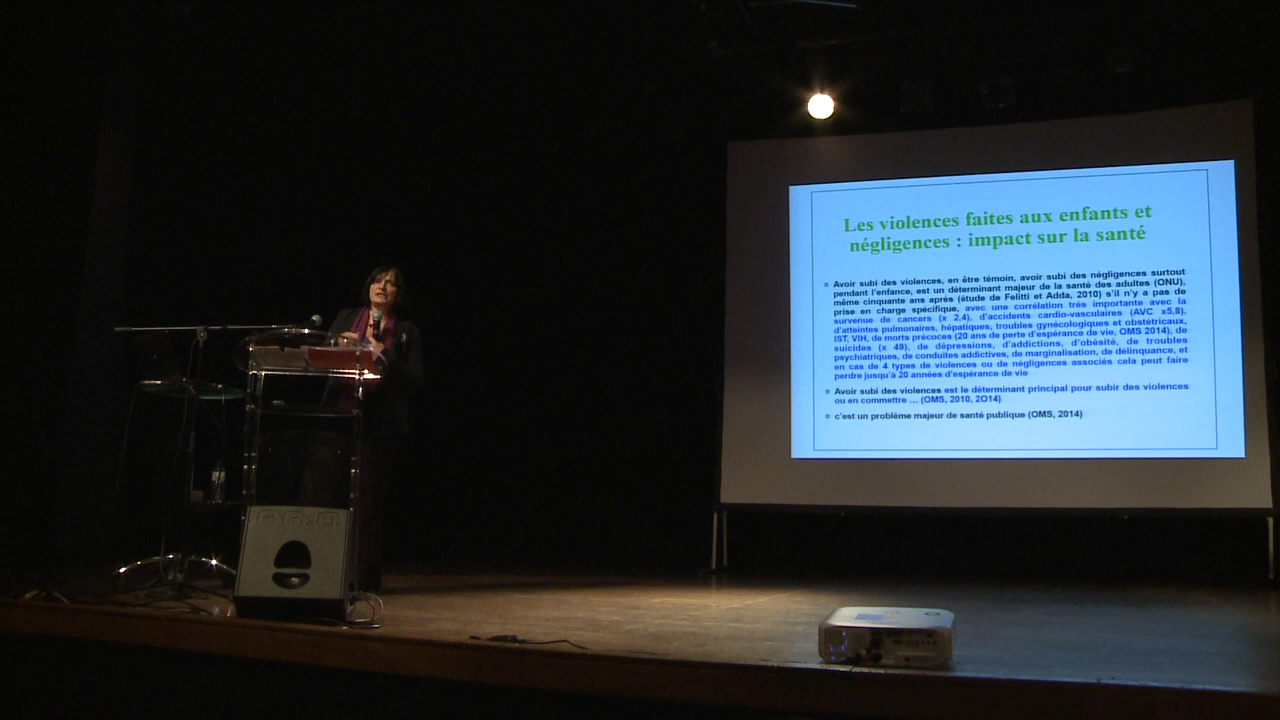 Les violences faites aux enfants et
négligences : impact sur la santé
Avoir subi des violences, en être témoin, avoir subi des négligences surtout
pendant l'enfance, est un déterminant majeur de la santé des adultes (ONU),
même cinquante ans après (étude de Felitti et Adda, 2010) s'il n'y a pas de
prise en charge spécifique, avec une corrélation très importante avec la
survenue de cancers (x 2,4), d'accidents cardio-vasculaires (AVC x5,8),
d'atteintes pulmonaires, hépatiques, troubles gynécologiques et obstétricaux,
IST, VIH, de morts précoces (20 ans de perte d'espérance de vie, OMS 2014), de
suicides (x 49), de dépressions, d'addictions, d'obésité, de troubles
psychiatriques, de conduites addictives, de marginalisation, de délinquance, et
en cas de 4 types de violences ou de négligences associés cela peut faire
perdre jusqu'à 20 années d'espérance de vie
Avoir subi des violences est le déterminant principal pour subir des violences
ou en commettre ... (OMS, 2010, 2O14)
c'est un problème majeur de santé publique (OMS, 2014)